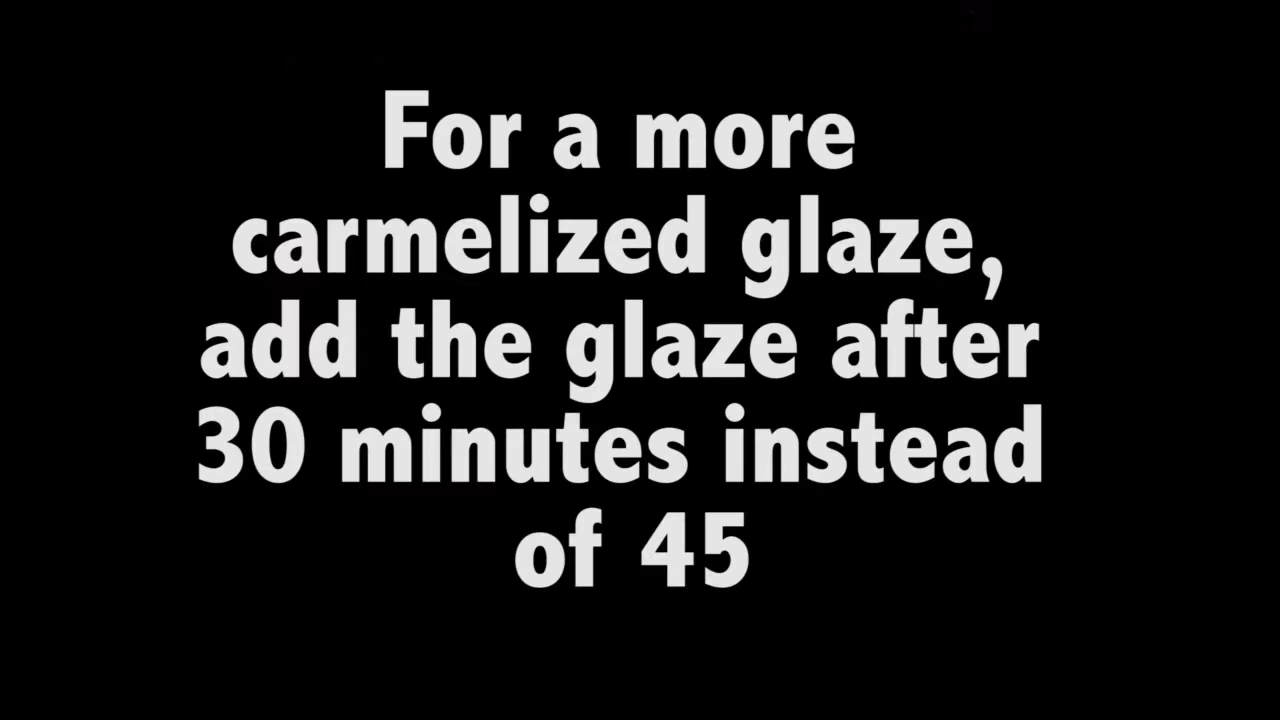 For a more
carmelized glaze,
add the glaze after
30 minutes instead
of 45